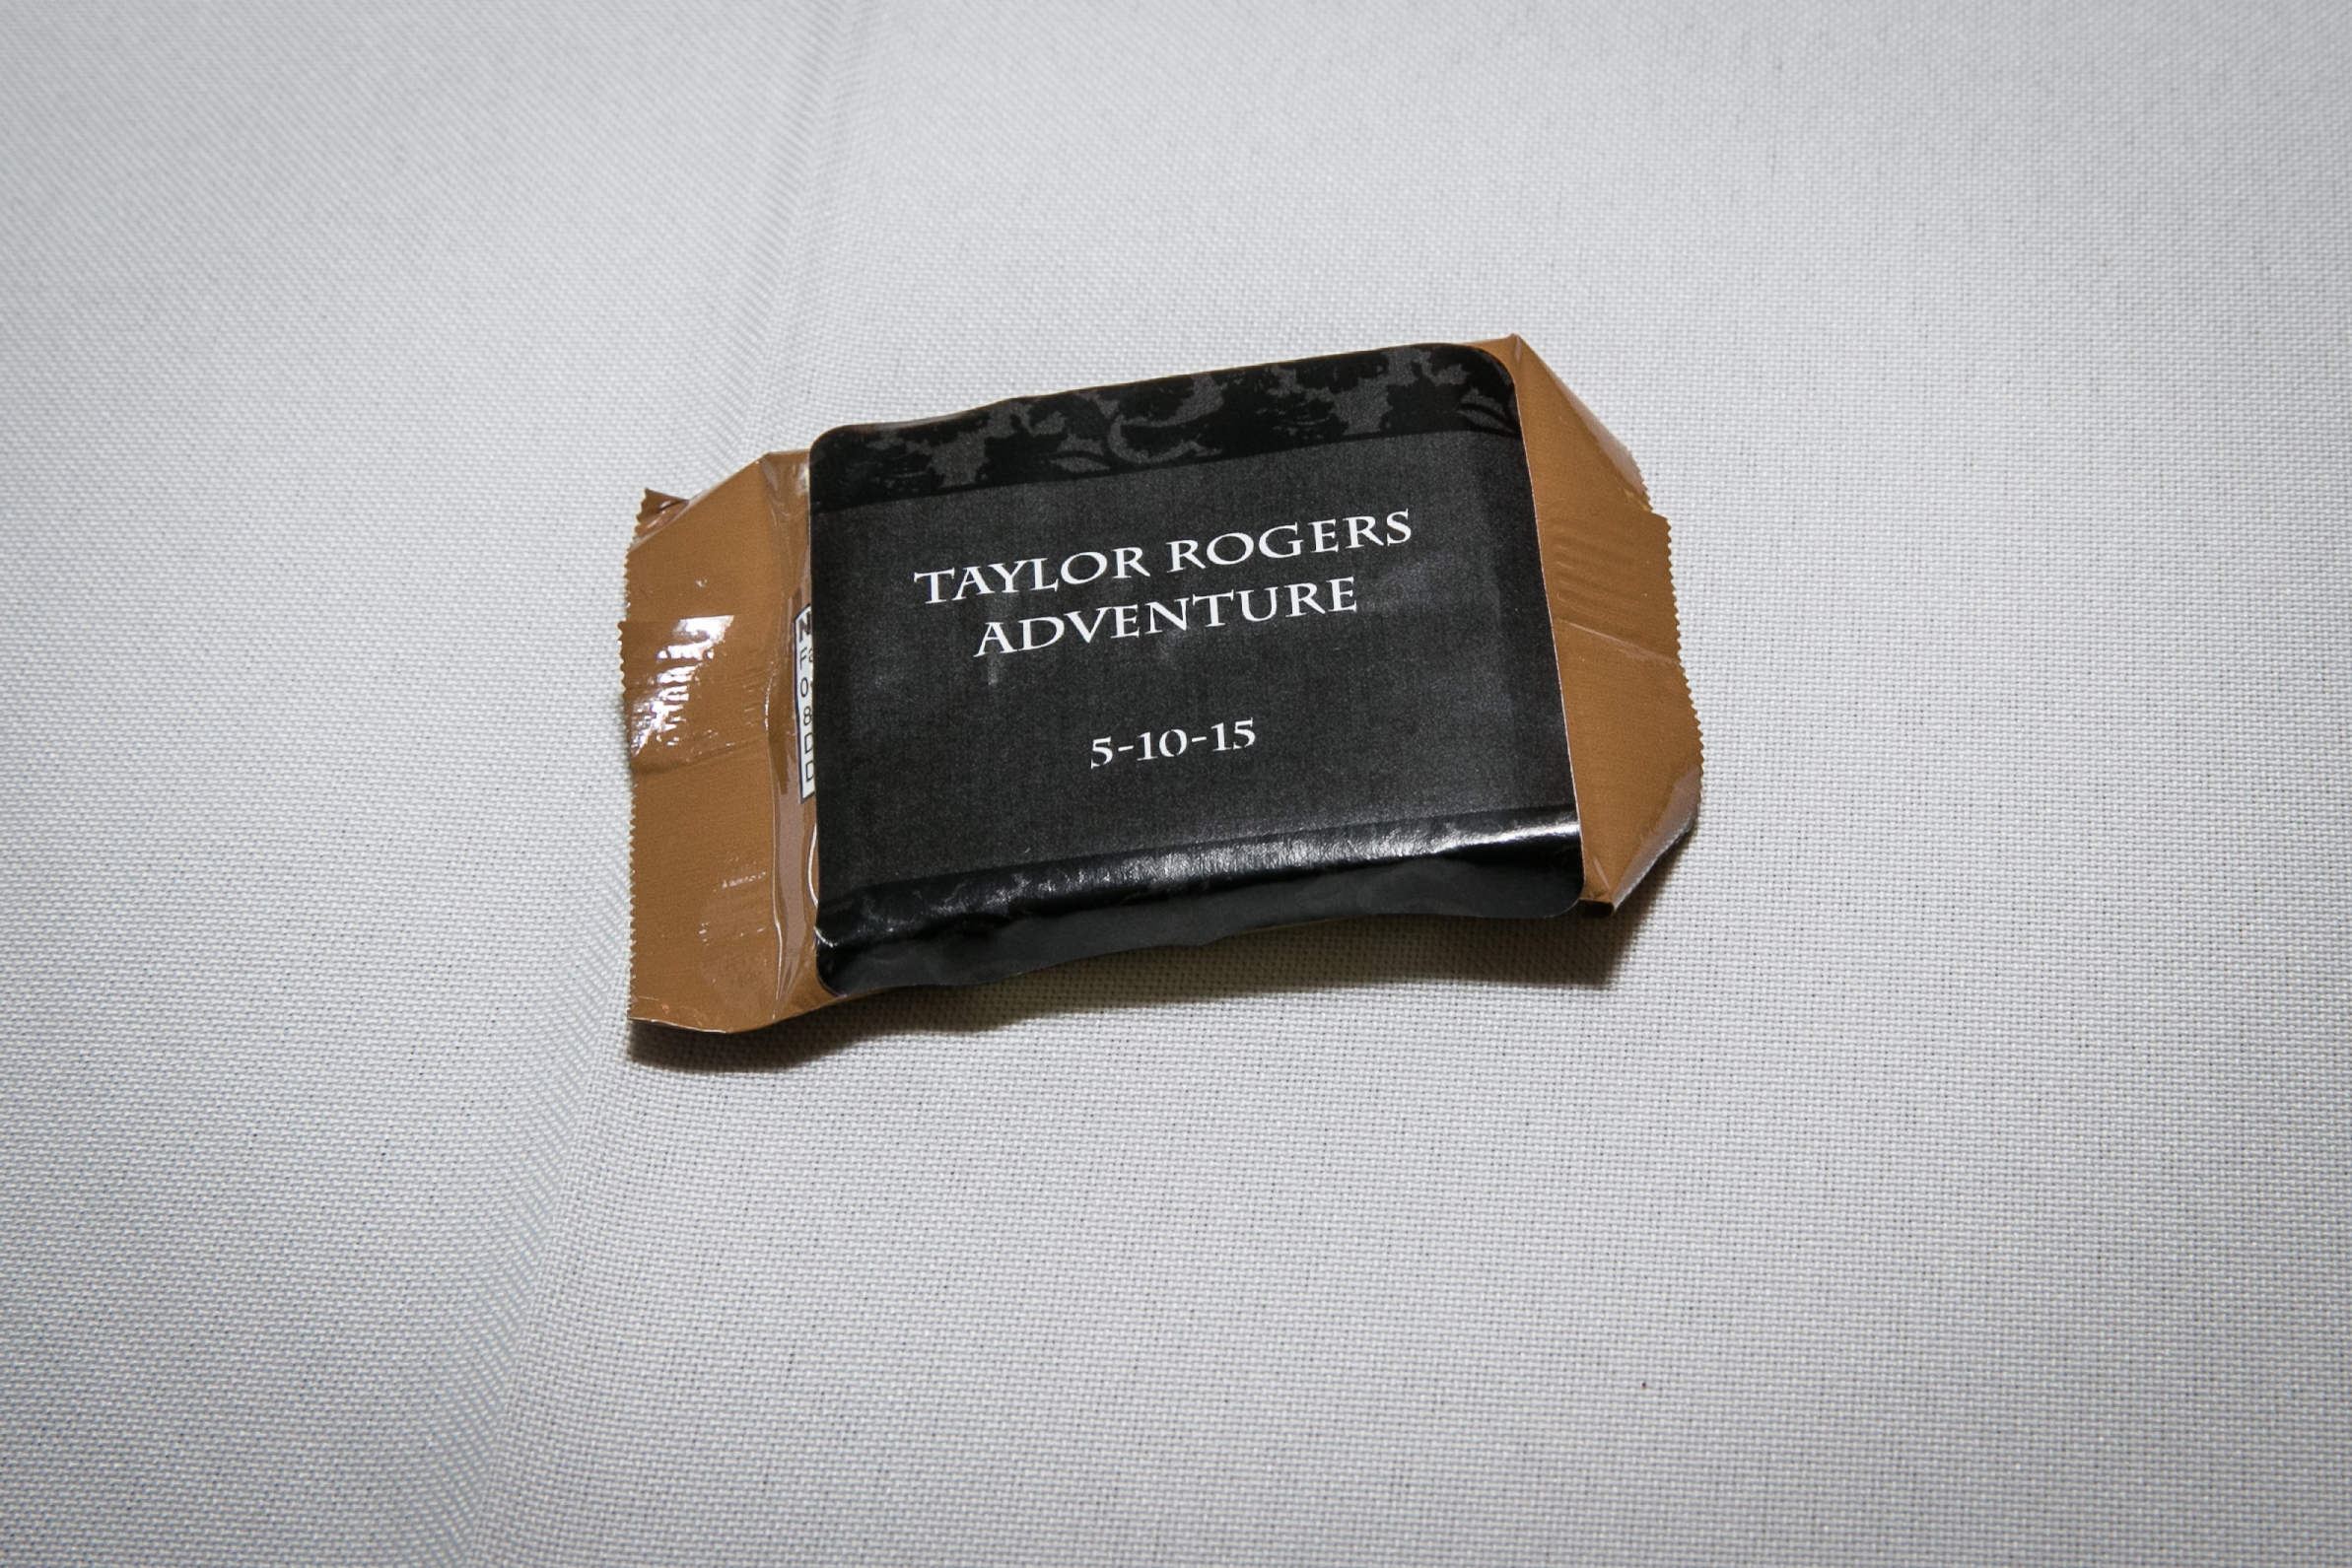 TAYLOR ROGERS
ADVENTURE
5-10-15